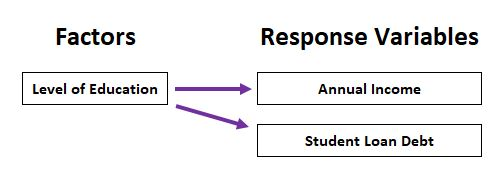 Factors
Response Variables
Level of Education
Annual Income
Student Loan Debt